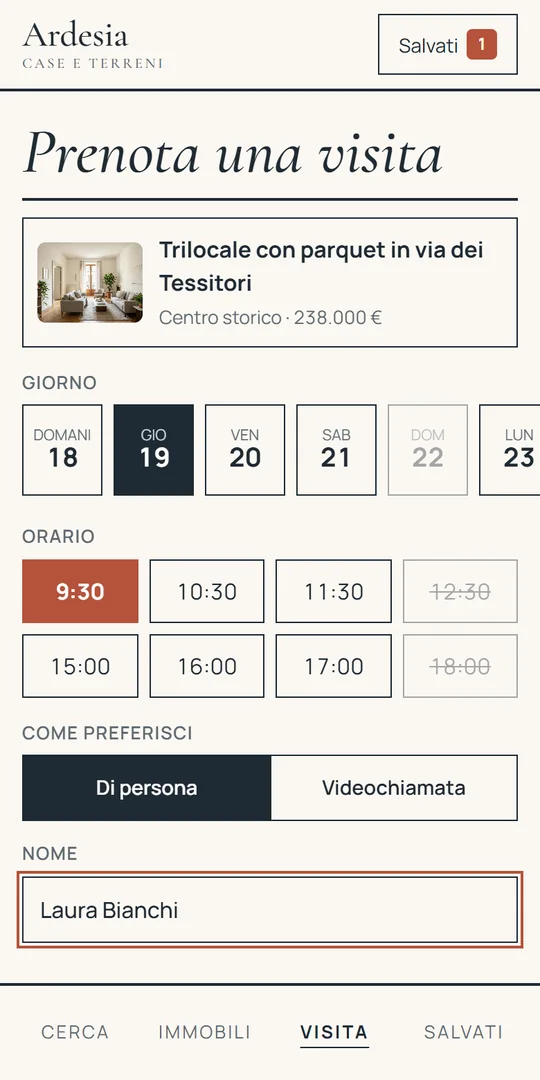 Ardesia
CASE E TERRENI
Salvati 1
Prenota una visita
Trilocale con parquet in via dei
Tessitori
Centro storico · 238.000 €
GIORNO
DOMANI GIO VEN SAB DOM LUN
18 19 20 21 22 23
ORARIO
9:30 10:30 11:30 12:30
15:00 16:00 17:00 18:00
COME PREFERISCI
Di persona Videochiamata
NOME
Laura Bianchi
CERCA IMMOBILI VISITA SALVATI